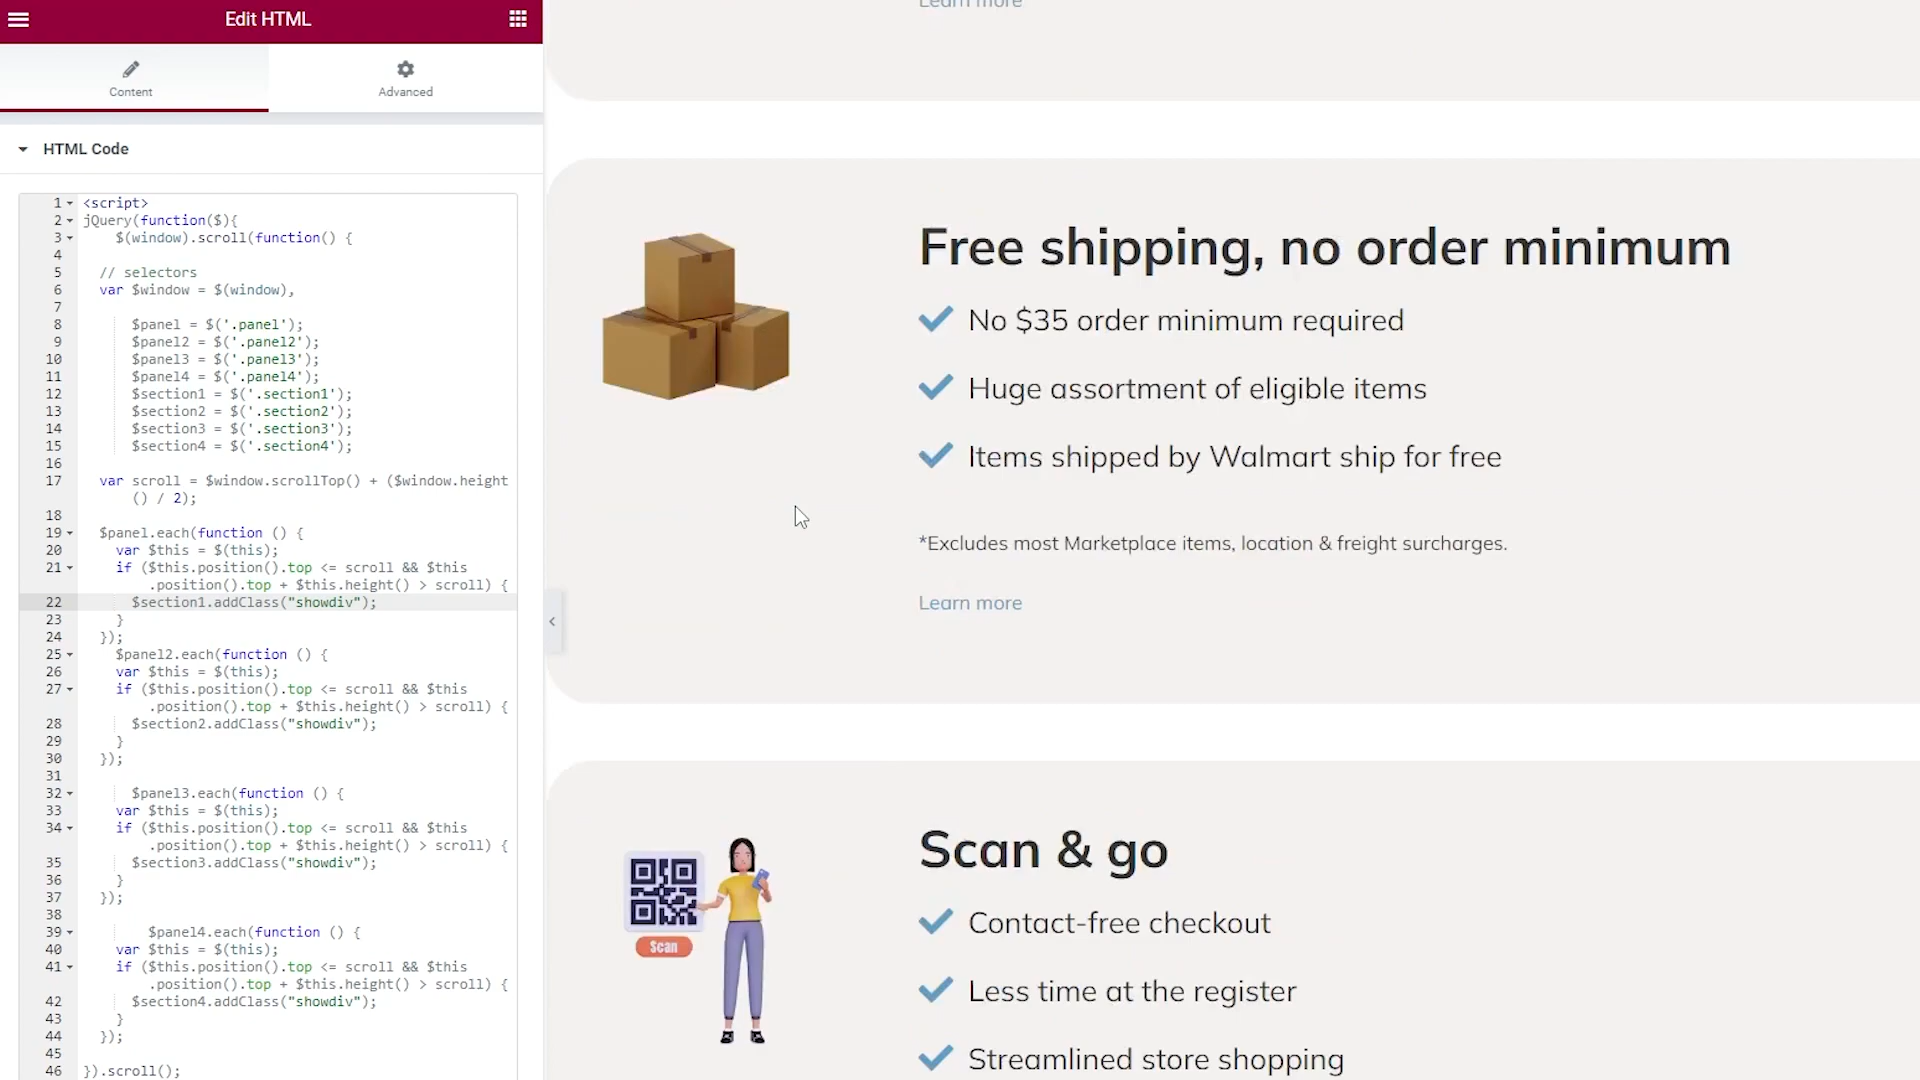 Edit HTML
Content
Advanced
HTML Code
1 <script>
2 jQuery(function($){
3 $(window).scroll(function() {
4
5 // selectors
6 var $window = $(window),
7
8 $panel = $('.panel');
9 $panel2 = $('.panel2');
10 $panel3 = $('.panel3');
11 $panel4 = $('.panel4');
12 $section1 = $('.section1');
13 $section2 = $('.section2');
14 $section3 = $('.section3');
15 $section4 = $('.section4');
16
17 var scroll = $window.scrollTop() + ($window.height
() / 2);
18
19 $panel.each(function () {
20 var $this = $(this);
21 if ($this.position().top <= scroll && $this
.position().top + $this.height() > scroll) {
22 $section1.addClass("showdiv");
23 }
24 });
25 $panel2.each(function () {
26 var $this = $(this);
27 if ($this.position().top <= scroll && $this
.position().top + $this.height() > scroll) {
28 $section2.addClass("showdiv");
29 }
30 });
31
32 $panel3.each(function () {
33 var $this = $(this);
34 if ($this.position().top <= scroll && $this
.position().top + $this.height() > scroll) {
35 $section3.addClass("showdiv");
36 }
37 });
38
39 $panel4.each(function () {
40 var $this = $(this);
41 if ($this.position().top <= scroll && $this
.position().top + $this.height() > scroll) {
42 $section4.addClass("showdiv");
43 }
44 });
45
46 }).scroll();
Learn more
Free shipping, no order minimum
No $35 order minimum required
Huge assortment of eligible items
Items shipped by Walmart ship for free
*Excludes most Marketplace items, location & freight surcharges.
Learn more
Scan & go
Scan
Contact-free checkout
Less time at the register
Streamlined store shopping